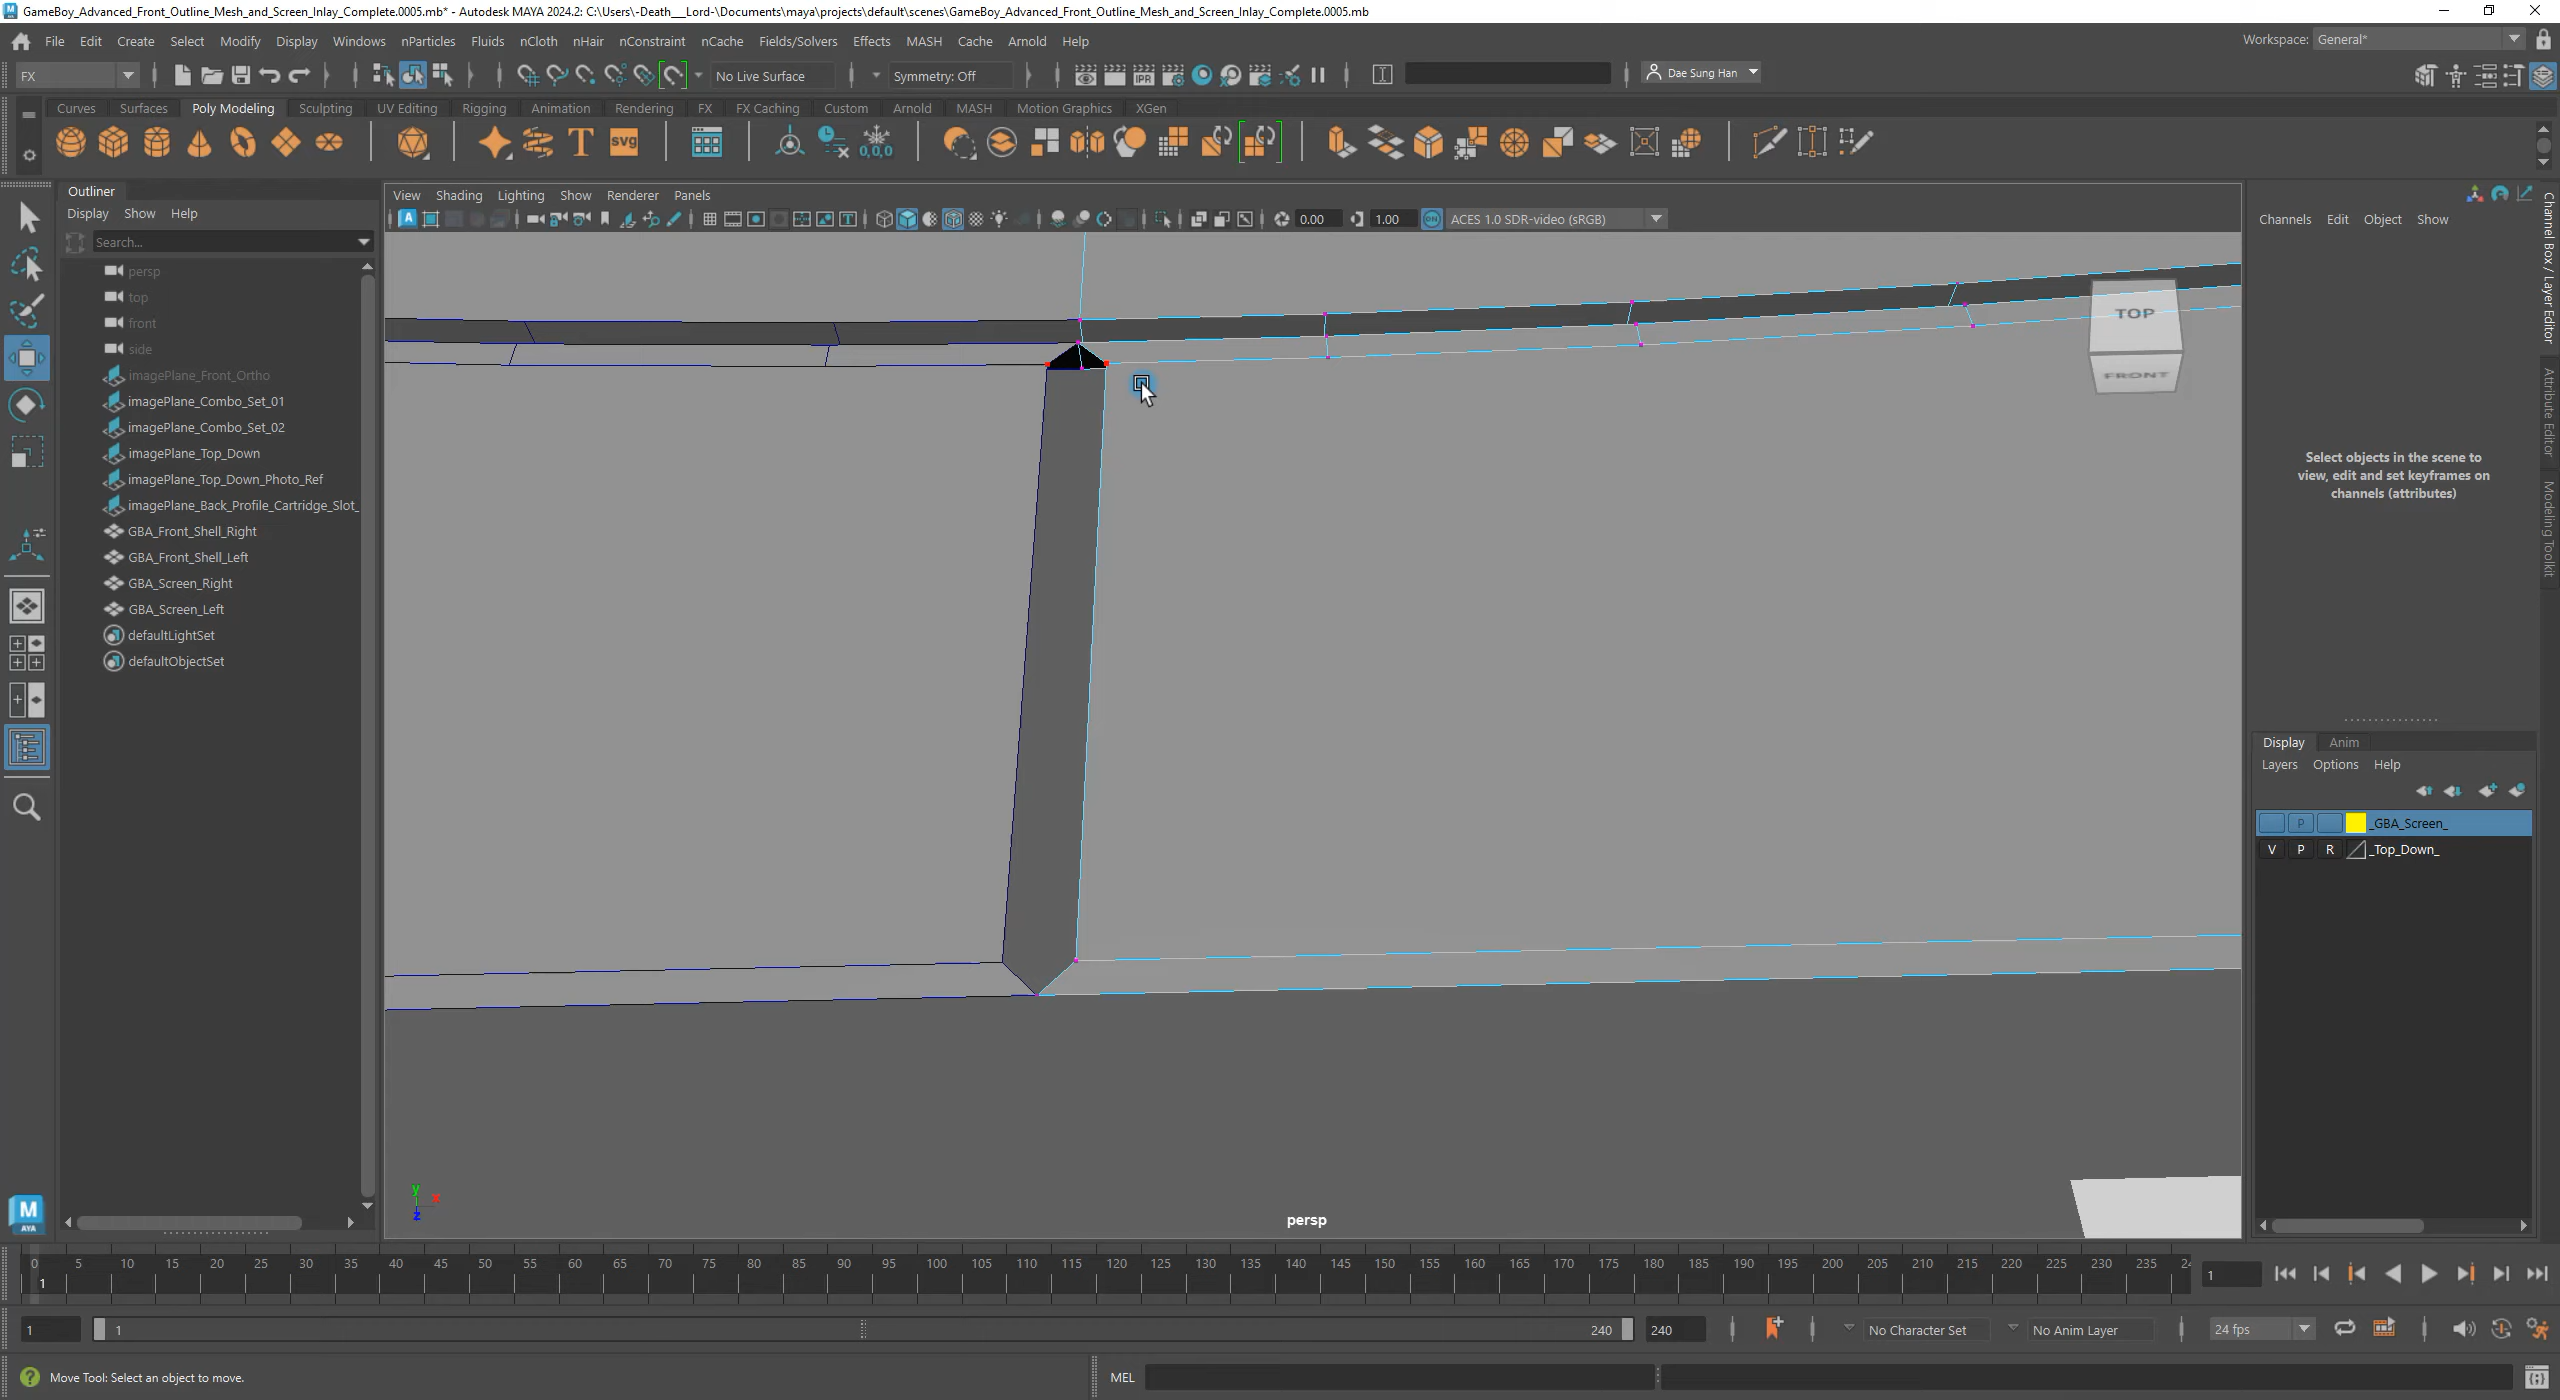 GameBoy_Advanced_Front_Outline_Mesh_and_Screen_Inlay_Complete.0005.mb* - Autodesk MAYA 2024.2: C:\Users\-Death__Lord-\Documents\maya\projects\default\scenes\GameBoy_Advanced_Front_Outline_Mesh_and_Screen_Inlay_Complete.0005.mb
File Edit Create Select Modify Display Windows nParticles Fluids nCloth nHair nConstraint nCache Fields/Solvers Effects MASH Cache Arnold Help
Workspace: General*
FX No Live Surface Symmetry: Off IPR Dae Sung Han
Curves Surfaces Poly Modeling Sculpting UV Editing Rigging Animation Rendering FX FX Caching Custom Arnold MASH Motion Graphics XGen
T SVG 0,0,0
Outliner
Display Show Help
Search...
persp
top
front
side
imagePlane_Front_Ortho
imagePlane_Combo_Set_01
imagePlane_Combo_Set_02
imagePlane_Top_Down
imagePlane_Top_Down_Photo_Ref
imagePlane_Back_Profile_Cartridge_Slot_
GBA_Front_Shell_Right
GBA_Front_Shell_Left
GBA_Screen_Right
GBA_Screen_Left
defaultLightSet
defaultObjectSet
View Shading Lighting Show Renderer Panels
0.00 1.00 ON ACES 1.0 SDR-video (sRGB)
TOP
FRONT
y
x
z
persp
Channels Edit Object Show
Select objects in the scene to
view, edit and set keyframes on
channels (attributes)
Channel Box / Layer Editor
Attribute Editor
Modeling Toolkit
Display Anim
Layers Options Help
P _GBA_Screen_
V P R _Top_Down_
M
AYA
0 5 10 15 20 25 30 35 40 45 50 55 60 65 70 75 80 85 90 95 100 105 110 115 120 125 130 135 140 145 150 155 160 165 170 175 180 185 190 195 200 205 210 215 220 225 230 235 24
1 1
1 1 240 240 No Character Set No Anim Layer 24 fps
Move Tool: Select an object to move. MEL